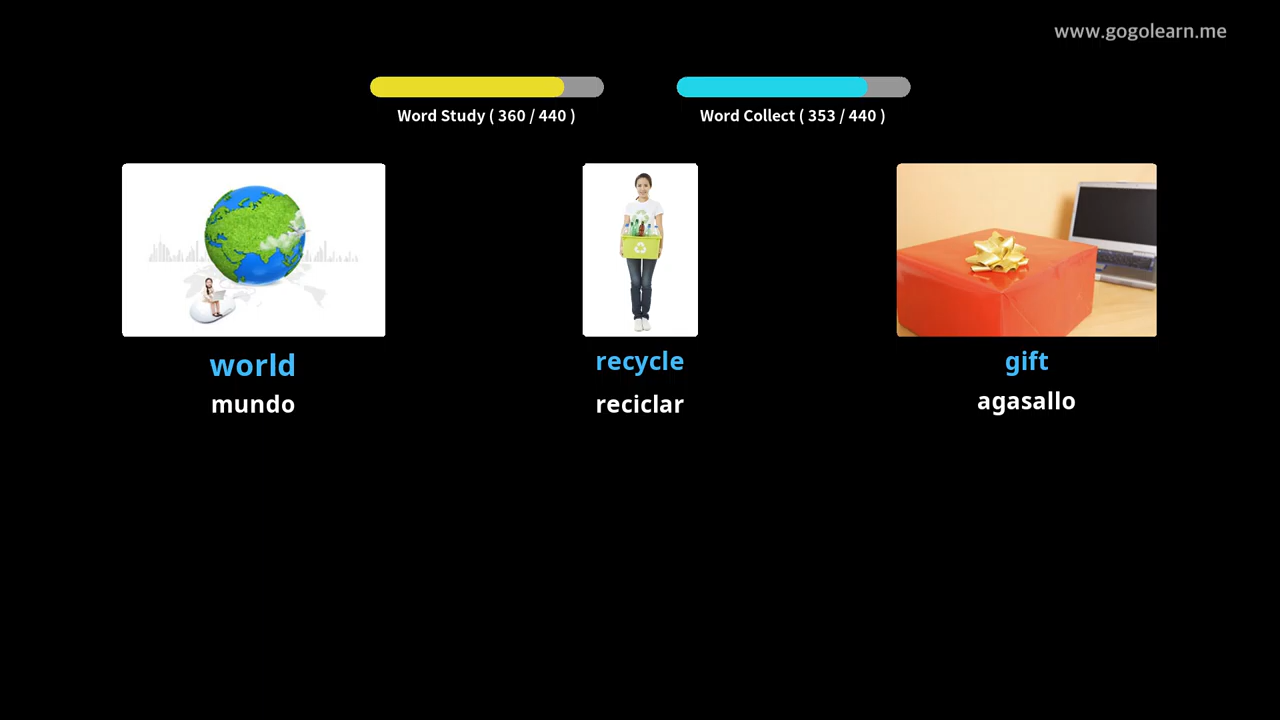 www.gogolearn.me
Word Study ( 360 / 440 )
Word Collect ( 353 / 440 )
world
mundo
recycle
reciclar
gift
agasallo